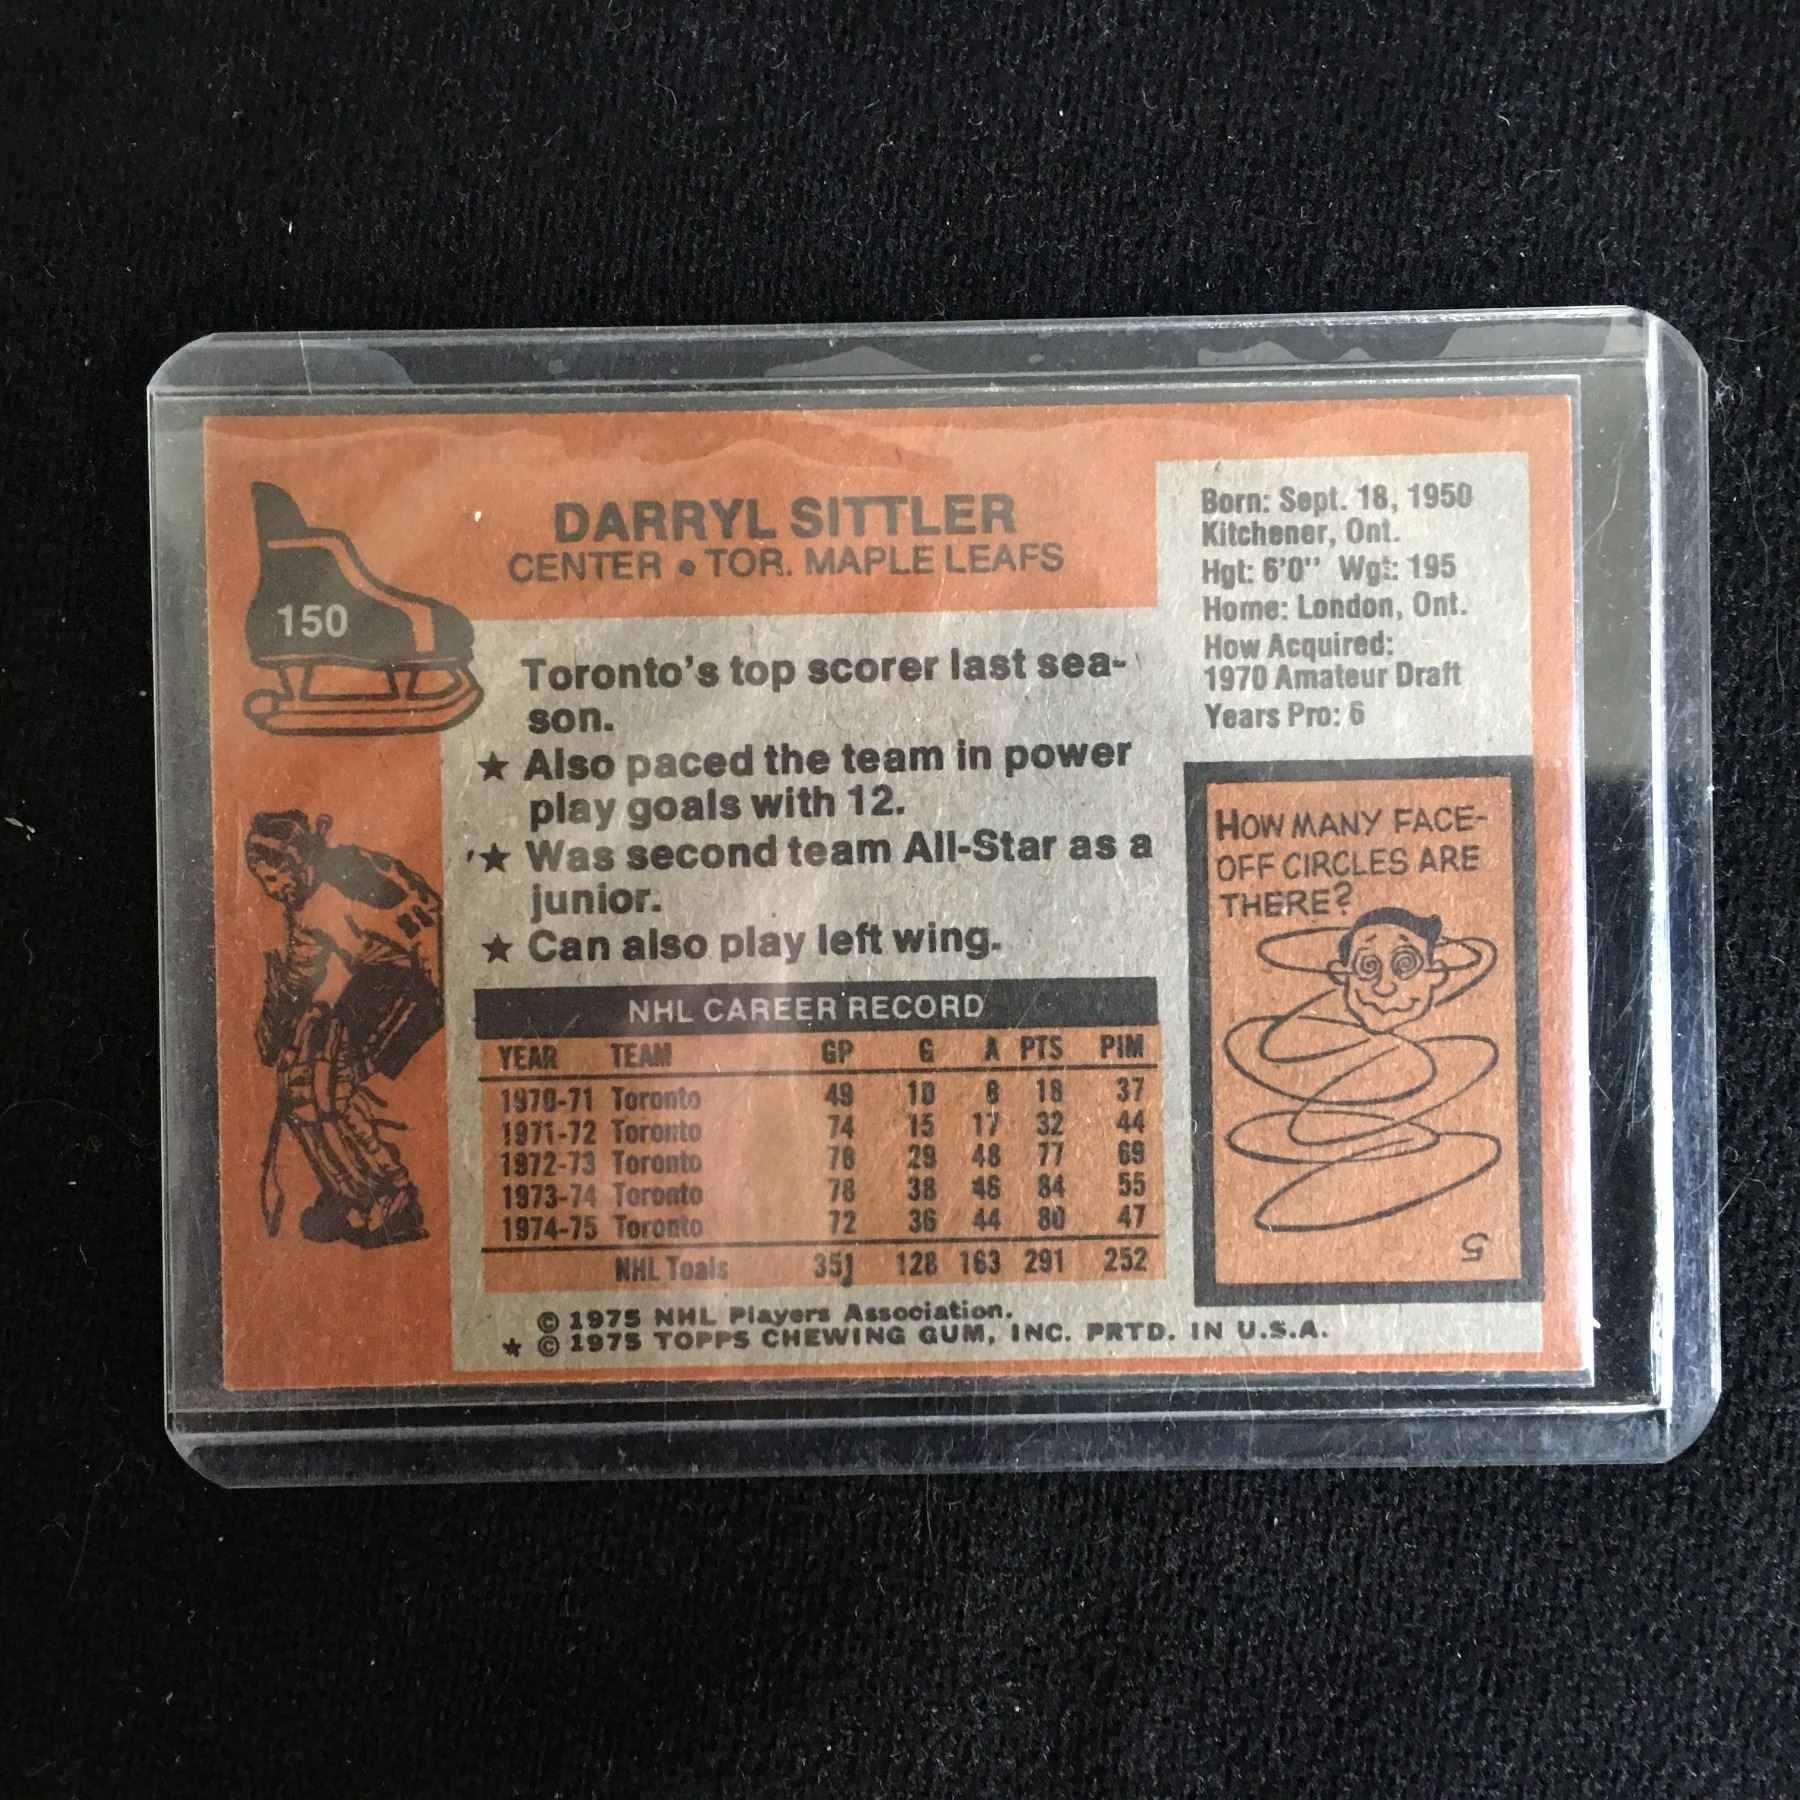 DARRYL SITTLER
CENTER • TOR. MAPLE LEAFS
150
Born: Sept. 18, 1950
Kitchener, Ont.
Hgt: 6'0" Wgt: 195
Home: London, Ont.
How Acquired:
1970 Amateur Draft
Years Pro: 6
Toronto's top scorer last sea-
son.
★ Also paced the team in power
play goals with 12.
★ Was second team All-Star as a
junior.
★ Can also play left wing.
HOW MANY FACE-
OFF CIRCLES ARE
THERE?
5
NHL CAREER RECORD
YEAR TEAM GP G A PTS PIM
1970-71 Toronto 49 10 8 18 37
1971-72 Toronto 74 15 17 32 44
1972-73 Toronto 78 29 48 77 69
1973-74 Toronto 78 38 46 84 55
1974-75 Toronto 72 36 44 80 47
NHL Toals 351 128 163 291 252
© 1975 NHL Players Association.
★ © 1975 TOPPS CHEWING GUM, INC. PRTD. IN U.S.A.